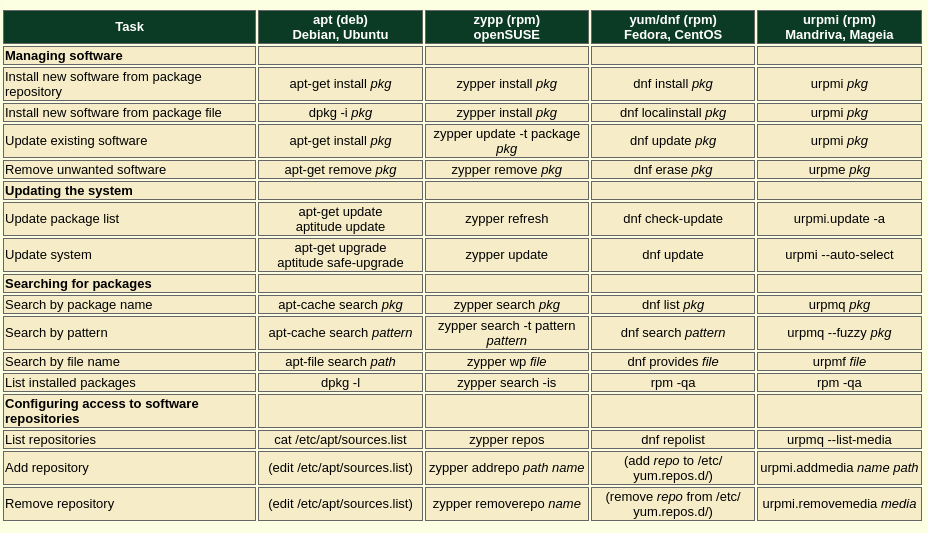 Task
apt (deb)
Debian, Ubuntu
zypp (rpm)
openSUSE
yum/dnf (rpm)
Fedora, CentOS
urpmi (rpm)
Mandriva, Mageia
Managing software
Install new software from package
repository
apt-get install pkg
zypper install pkg
dnf install pkg
urpmi pkg
Install new software from package file
dpkg -i pkg
zypper install pkg
dnf localinstall pkg
urpmi pkg
Update existing software
apt-get install pkg
zypper update -t package
pkg
dnf update pkg
urpmi pkg
Remove unwanted software
apt-get remove pkg
zypper remove pkg
dnf erase pkg
urpme pkg
Updating the system
Update package list
apt-get update
aptitude update
zypper refresh
dnf check-update
urpmi.update -a
Update system
apt-get upgrade
aptitude safe-upgrade
zypper update
dnf update
urpmi --auto-select
Searching for packages
Search by package name
apt-cache search pkg
zypper search pkg
dnf list pkg
urpmq pkg
Search by pattern
apt-cache search pattern
zypper search -t pattern
pattern
dnf search pattern
urpmq --fuzzy pkg
Search by file name
apt-file search path
zypper wp file
dnf provides file
urpmf file
List installed packages
dpkg -l
zypper search -is
rpm -qa
rpm -qa
Configuring access to software
repositories
List repositories
cat /etc/apt/sources.list
zypper repos
dnf repolist
urpmq --list-media
Add repository
(edit /etc/apt/sources.list)
zypper addrepo path name
(add repo to /etc/
yum.repos.d/)
urpmi.addmedia name path
Remove repository
(edit /etc/apt/sources.list)
zypper removerepo name
(remove repo from /etc/
yum.repos.d/)
urpmi.removemedia media